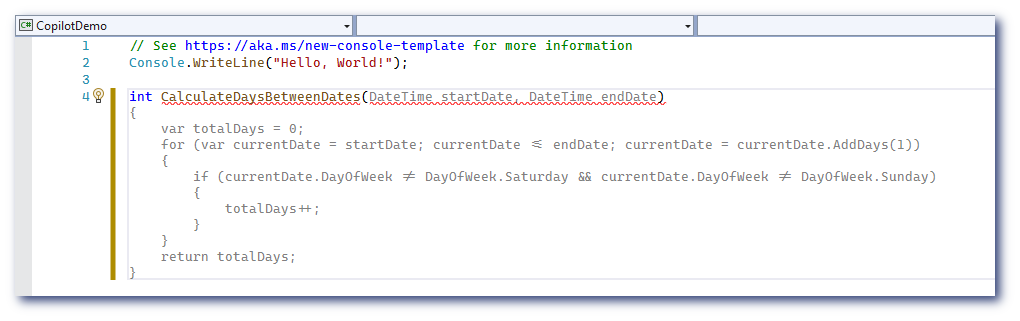 C# CopilotDemo
1 // See https://aka.ms/new-console-template for more information
2 Console.WriteLine("Hello, World!");
3
4 int CalculateDaysBetweenDates(DateTime startDate, DateTime endDate)
{
    var totalDays = 0;
    for (var currentDate = startDate; currentDate <= endDate; currentDate = currentDate.AddDays(1))
    {
        if (currentDate.DayOfWeek != DayOfWeek.Saturday && currentDate.DayOfWeek != DayOfWeek.Sunday)
        {
            totalDays++;
        }
    }
    return totalDays;
}